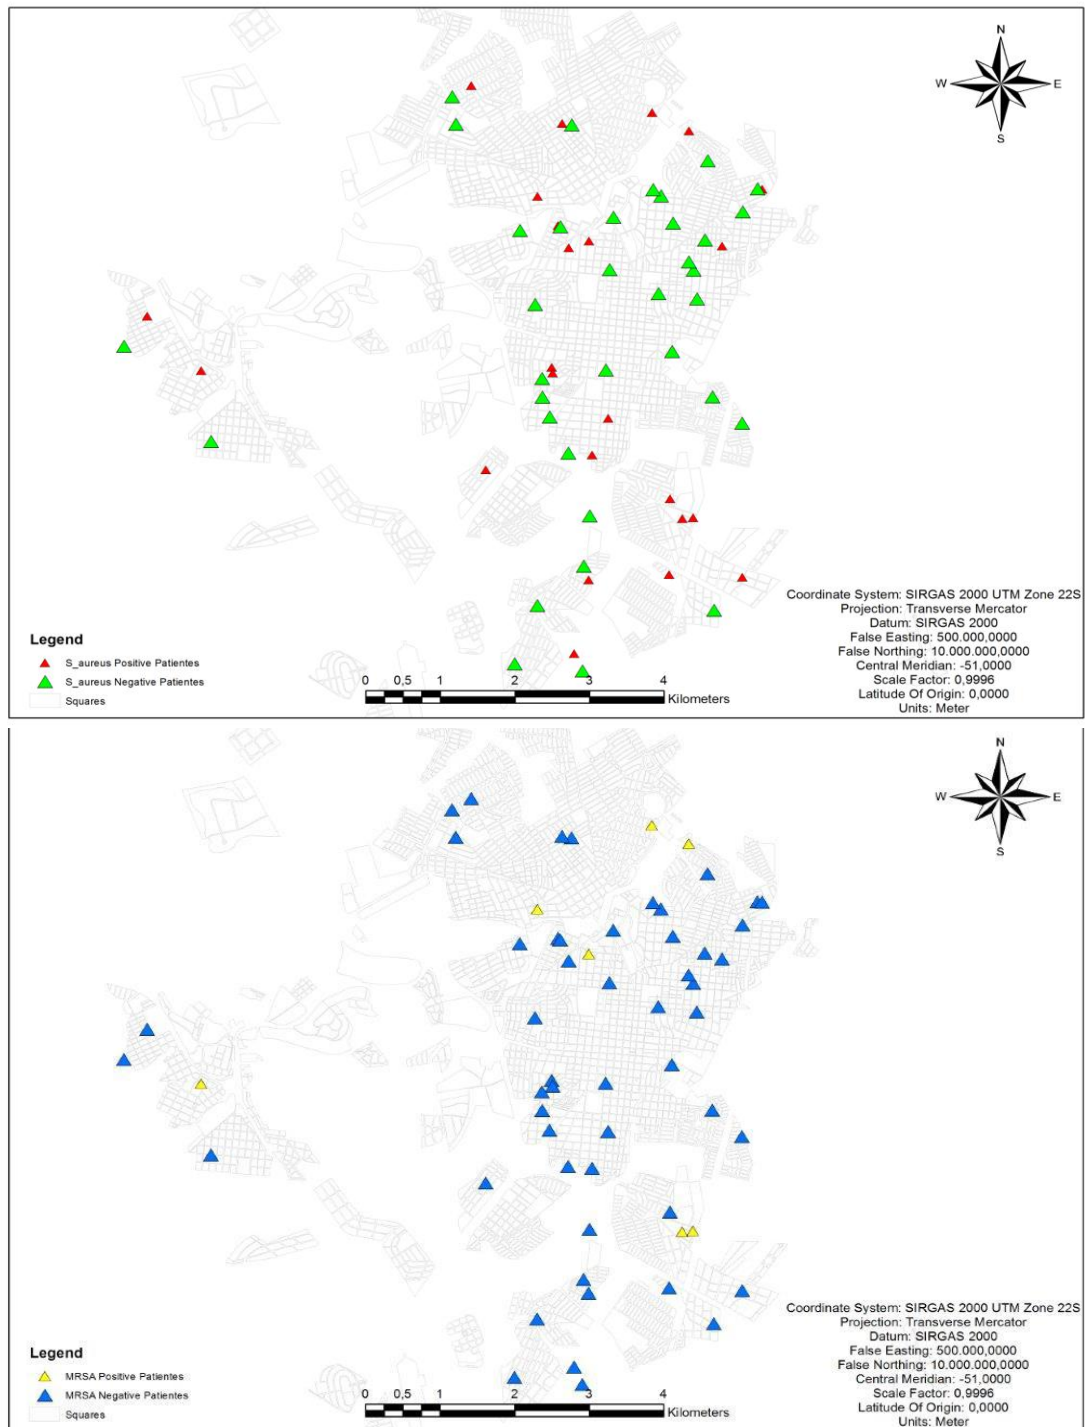 N
W E
S
Coordinate System: SIRGAS 2000 UTM Zone 22S
Projection: Transverse Mercator
Datum: SIRGAS 2000
False Easting: 500.000,0000
False Northing: 10.000.000,0000
Central Meridian: -51,0000
Scale Factor: 0,9996
Latitude Of Origin: 0,0000
Units: Meter
Legend
S_aureus Positive Patientes
S_aureus Negative Patientes
Squares
0 0,5 1 2 3 4
Kilometers
N
W E
S
Coordinate System: SIRGAS 2000 UTM Zone 22S
Projection: Transverse Mercator
Datum: SIRGAS 2000
False Easting: 500.000,0000
False Northing: 10.000.000,0000
Central Meridian: -51,0000
Scale Factor: 0,9996
Latitude Of Origin: 0,0000
Units: Meter
Legend
MRSA Positive Patientes
MRSA Negative Patientes
Squares
0 0,5 1 2 3 4
Kilometers